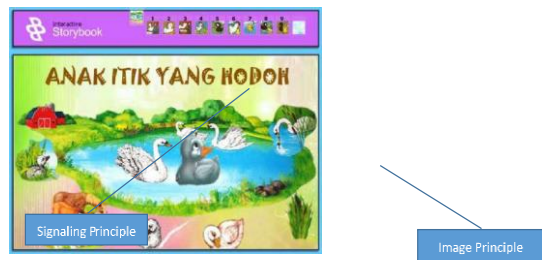 Interactive
Storybook
ANAK ITIK YANG HODOH
Signaling Principle
Image Principle